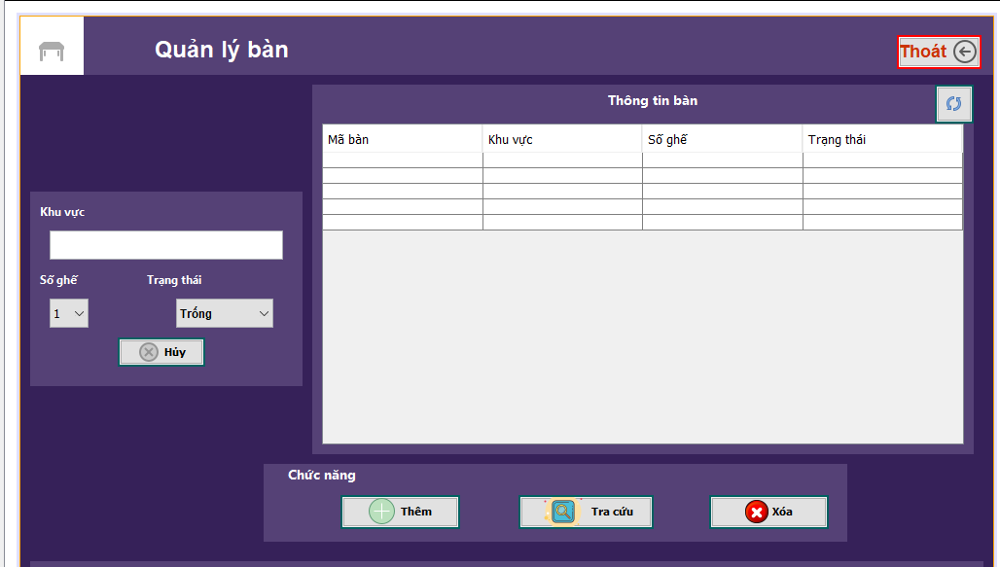 Quản lý bàn
Thoát
Thông tin bàn
Mã bàn Khu vực Số ghế Trạng thái
Khu vực
Số ghế Trạng thái
1 Trống
Hủy
Chức năng
Thêm Tra cứu Xóa